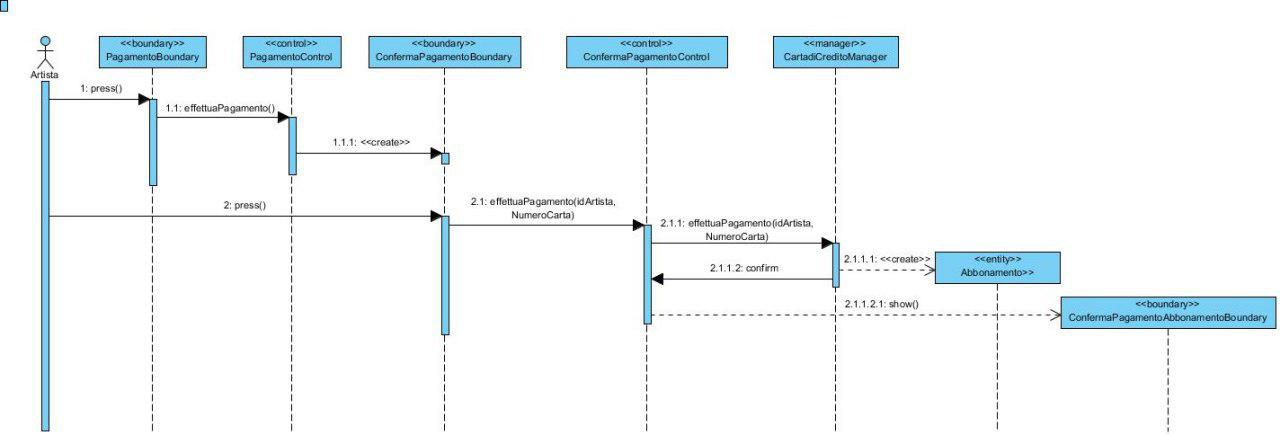 <<boundary>>
PagamentoBoundary
<<control>>
PagamentoControl
<<boundary>>
ConfermaPagamentoBoundary
<<control>>
ConfermaPagamentoControl
<<manager>>
CartadiCreditoManager
Artista
1: press()
1.1: effettuaPagamento()
1.1.1: <<create>>
2: press()
2.1: effettuaPagamento(idArtista,
NumeroCarta)
2.1.1: effettuaPagamento(idArtista,
NumeroCarta)
2.1.1.1: <<create>>
<<entity>>
Abbonamento>>
2.1.1.2: confirm
2.1.1.2.1: show()
<<boundary>>
ConfermaPagamentoAbbonamentoBoundary